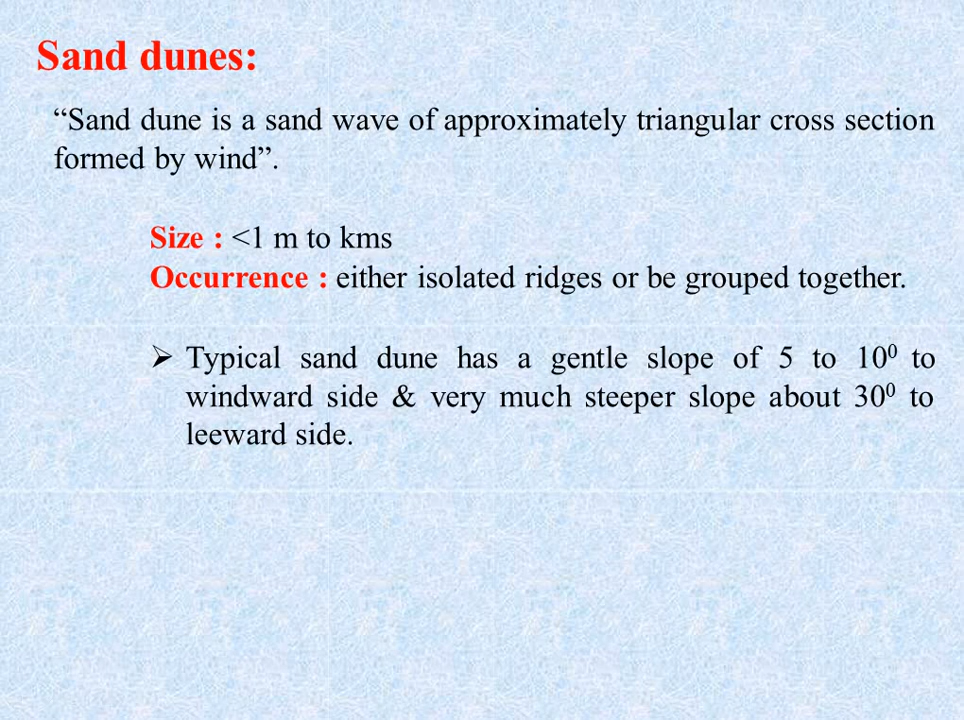 Sand dunes:
“Sand dune is a sand wave of approximately triangular cross section
formed by wind”.
Size : <1 m to kms
Occurrence : either isolated ridges or be grouped together.
➢ Typical sand dune has a gentle slope of 5 to 10⁰ to
windward side & very much steeper slope about 30⁰ to
leeward side.